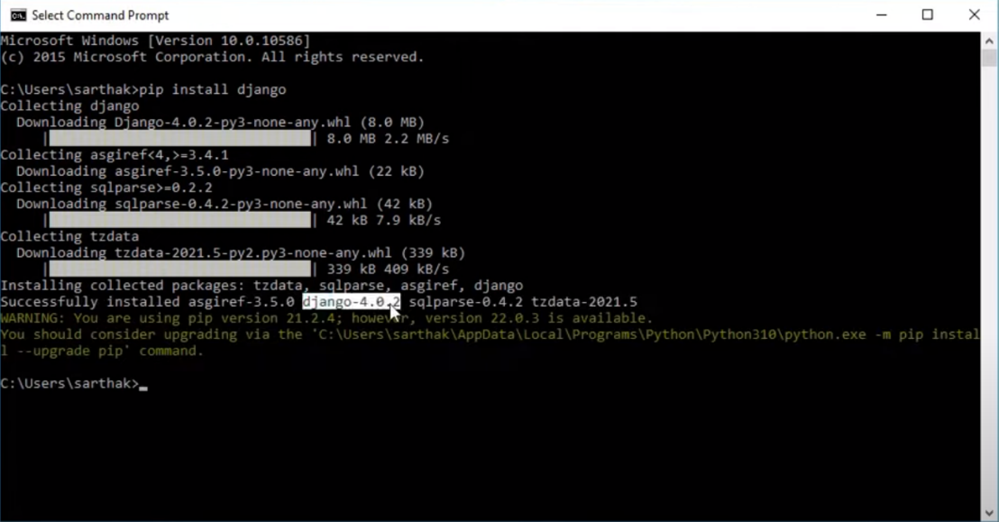 Select Command Prompt
Microsoft Windows [Version 10.0.10586]
(c) 2015 Microsoft Corporation. All rights reserved.
C:\Users\sarthak>pip install django
Collecting django
  Downloading Django-4.0.2-py3-none-any.whl (8.0 MB)
     |████████████████████████████████| 8.0 MB 2.2 MB/s
Collecting asgiref<4,>=3.4.1
  Downloading asgiref-3.5.0-py3-none-any.whl (22 kB)
Collecting sqlparse>=0.2.2
  Downloading sqlparse-0.4.2-py3-none-any.whl (42 kB)
     |████████████████████████████████| 42 kB 7.9 kB/s
Collecting tzdata
  Downloading tzdata-2021.5-py2.py3-none-any.whl (339 kB)
     |████████████████████████████████| 339 kB 409 kB/s
Installing collected packages: tzdata, sqlparse, asgiref, django
Successfully installed asgiref-3.5.0 django-4.0.2 sqlparse-0.4.2 tzdata-2021.5
WARNING: You are using pip version 21.2.4; however, version 22.0.3 is available.
You should consider upgrading via the 'C:\Users\sarthak\AppData\Local\Programs\Python\Python310\python.exe -m pip instal
l --upgrade pip' command.
C:\Users\sarthak>_